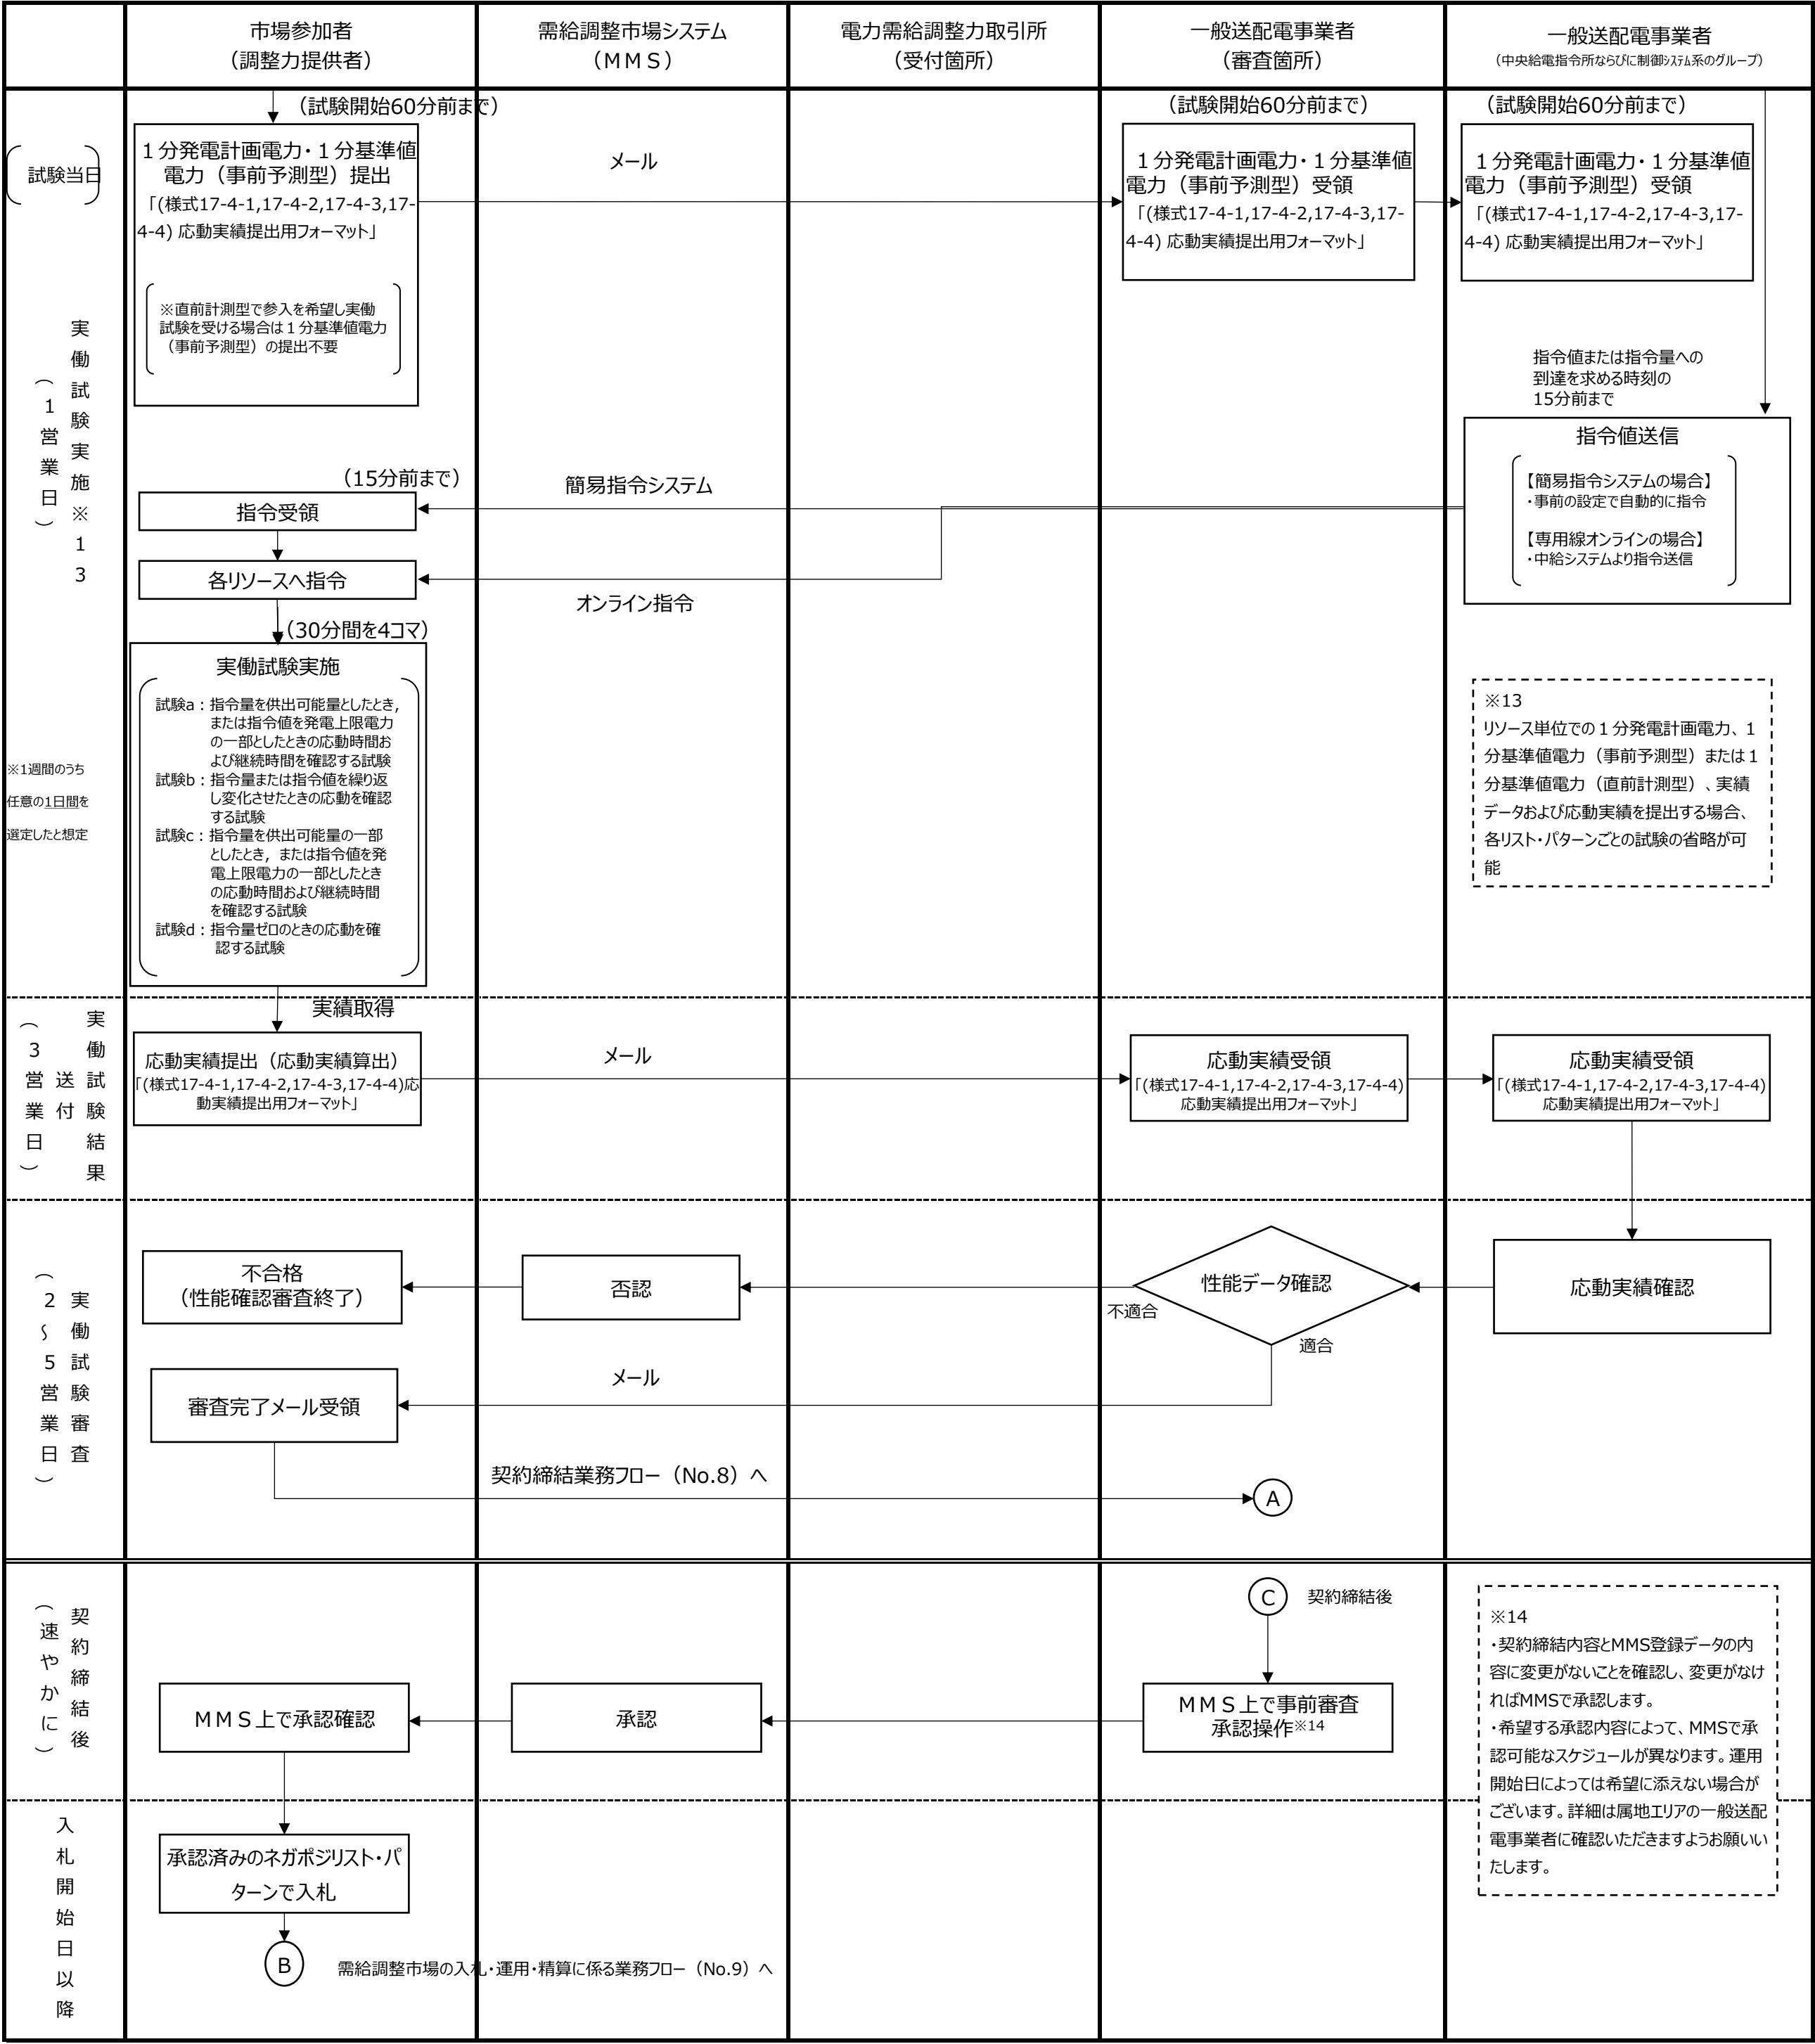 市場参加者
（調整力提供者）
需給調整市場システム
（ＭＭＳ）
電力需給調整力取引所
（受付箇所）
一般送配電事業者
（審査箇所）
一般送配電事業者
（中央給電指令所ならびに制御ｼｽﾃﾑ系のグループ）
試験当日
実働試験実施※１３
（１営業日）
※1週間のうち
任意の1日間を
選定したと想定
（試験開始60分前まで）
１分発電計画電力・１分基準値
電力（事前予測型）提出
「(様式17-4-1,17-4-2,17-4-3,17-
4-4) 応動実績提出用フォーマット」
※直前計測型で参入を希望し実働
試験を受ける場合は１分基準値電力
（事前予測型）の提出不要
メール
（試験開始60分前まで）
１分発電計画電力・１分基準値
電力（事前予測型）受領
「(様式17-4-1,17-4-2,17-4-3,17-
4-4) 応動実績提出用フォーマット」
（試験開始60分前まで）
１分発電計画電力・１分基準値
電力（事前予測型）受領
「(様式17-4-1,17-4-2,17-4-3,17-
4-4) 応動実績提出用フォーマット」
指令値または指令量への
到達を求める時刻の
15分前まで
指令値送信
【簡易指令システムの場合】
・事前の設定で自動的に指令
【専用線オンラインの場合】
・中給システムより指令送信
（15分前まで）
簡易指令システム
指令受領
各リソースへ指令
オンライン指令
（30分間を4コマ）
実働試験実施
試験a：指令量を供出可能量としたとき，
または指令値を発電上限電力
の一部としたときの応動時間お
よび継続時間を確認する試験
試験b：指令量または指令値を繰り返
し変化させたときの応動を確認
する試験
試験c：指令量を供出可能量の一部
としたとき，または指令値を発
電上限電力の一部としたとき
の応動時間および継続時間
を確認する試験
試験d：指令量ゼロのときの応動を確
認する試験
※13
リソース単位での１分発電計画電力、１
分基準値電力（事前予測型）または１
分基準値電力（直前計測型）、実績
データおよび応動実績を提出する場合、
各リスト・パターンごとの試験の省略が可
能
実働試験結果
送付
（３営業日）
実績取得
応動実績提出（応動実績算出）
「(様式17-4-1,17-4-2,17-4-3,17-4-4)応
動実績提出用フォーマット」
メール
応動実績受領
「(様式17-4-1,17-4-2,17-4-3,17-4-4)
応動実績提出用フォーマット」
応動実績受領
「(様式17-4-1,17-4-2,17-4-3,17-4-4)
応動実績提出用フォーマット」
実働試験審査
（２～５営業日）
不合格
（性能確認審査終了）
否認
性能データ確認
不適合
適合
応動実績確認
メール
審査完了メール受領
契約締結業務フロー（No.8）へ
A
契約締結後
（速やかに）
C
契約締結後
ＭＭＳ上で承認確認
承認
ＭＭＳ上で事前審査
承認操作※14
※14
・契約締結内容とMMS登録データの内
容に変更がないことを確認し、変更がなけ
ればMMSで承認します。
・希望する承認内容によって、MMSで承
認可能なスケジュールが異なります。運用
開始日によっては希望に添えない場合が
ございます。詳細は属地エリアの一般送配
電事業者に確認いただきますようお願いい
たします。
入札開始日以降
承認済みのネガポジリスト・パ
ターンで入札
B
需給調整市場の入札・運用・精算に係る業務フロー（No.9）へ